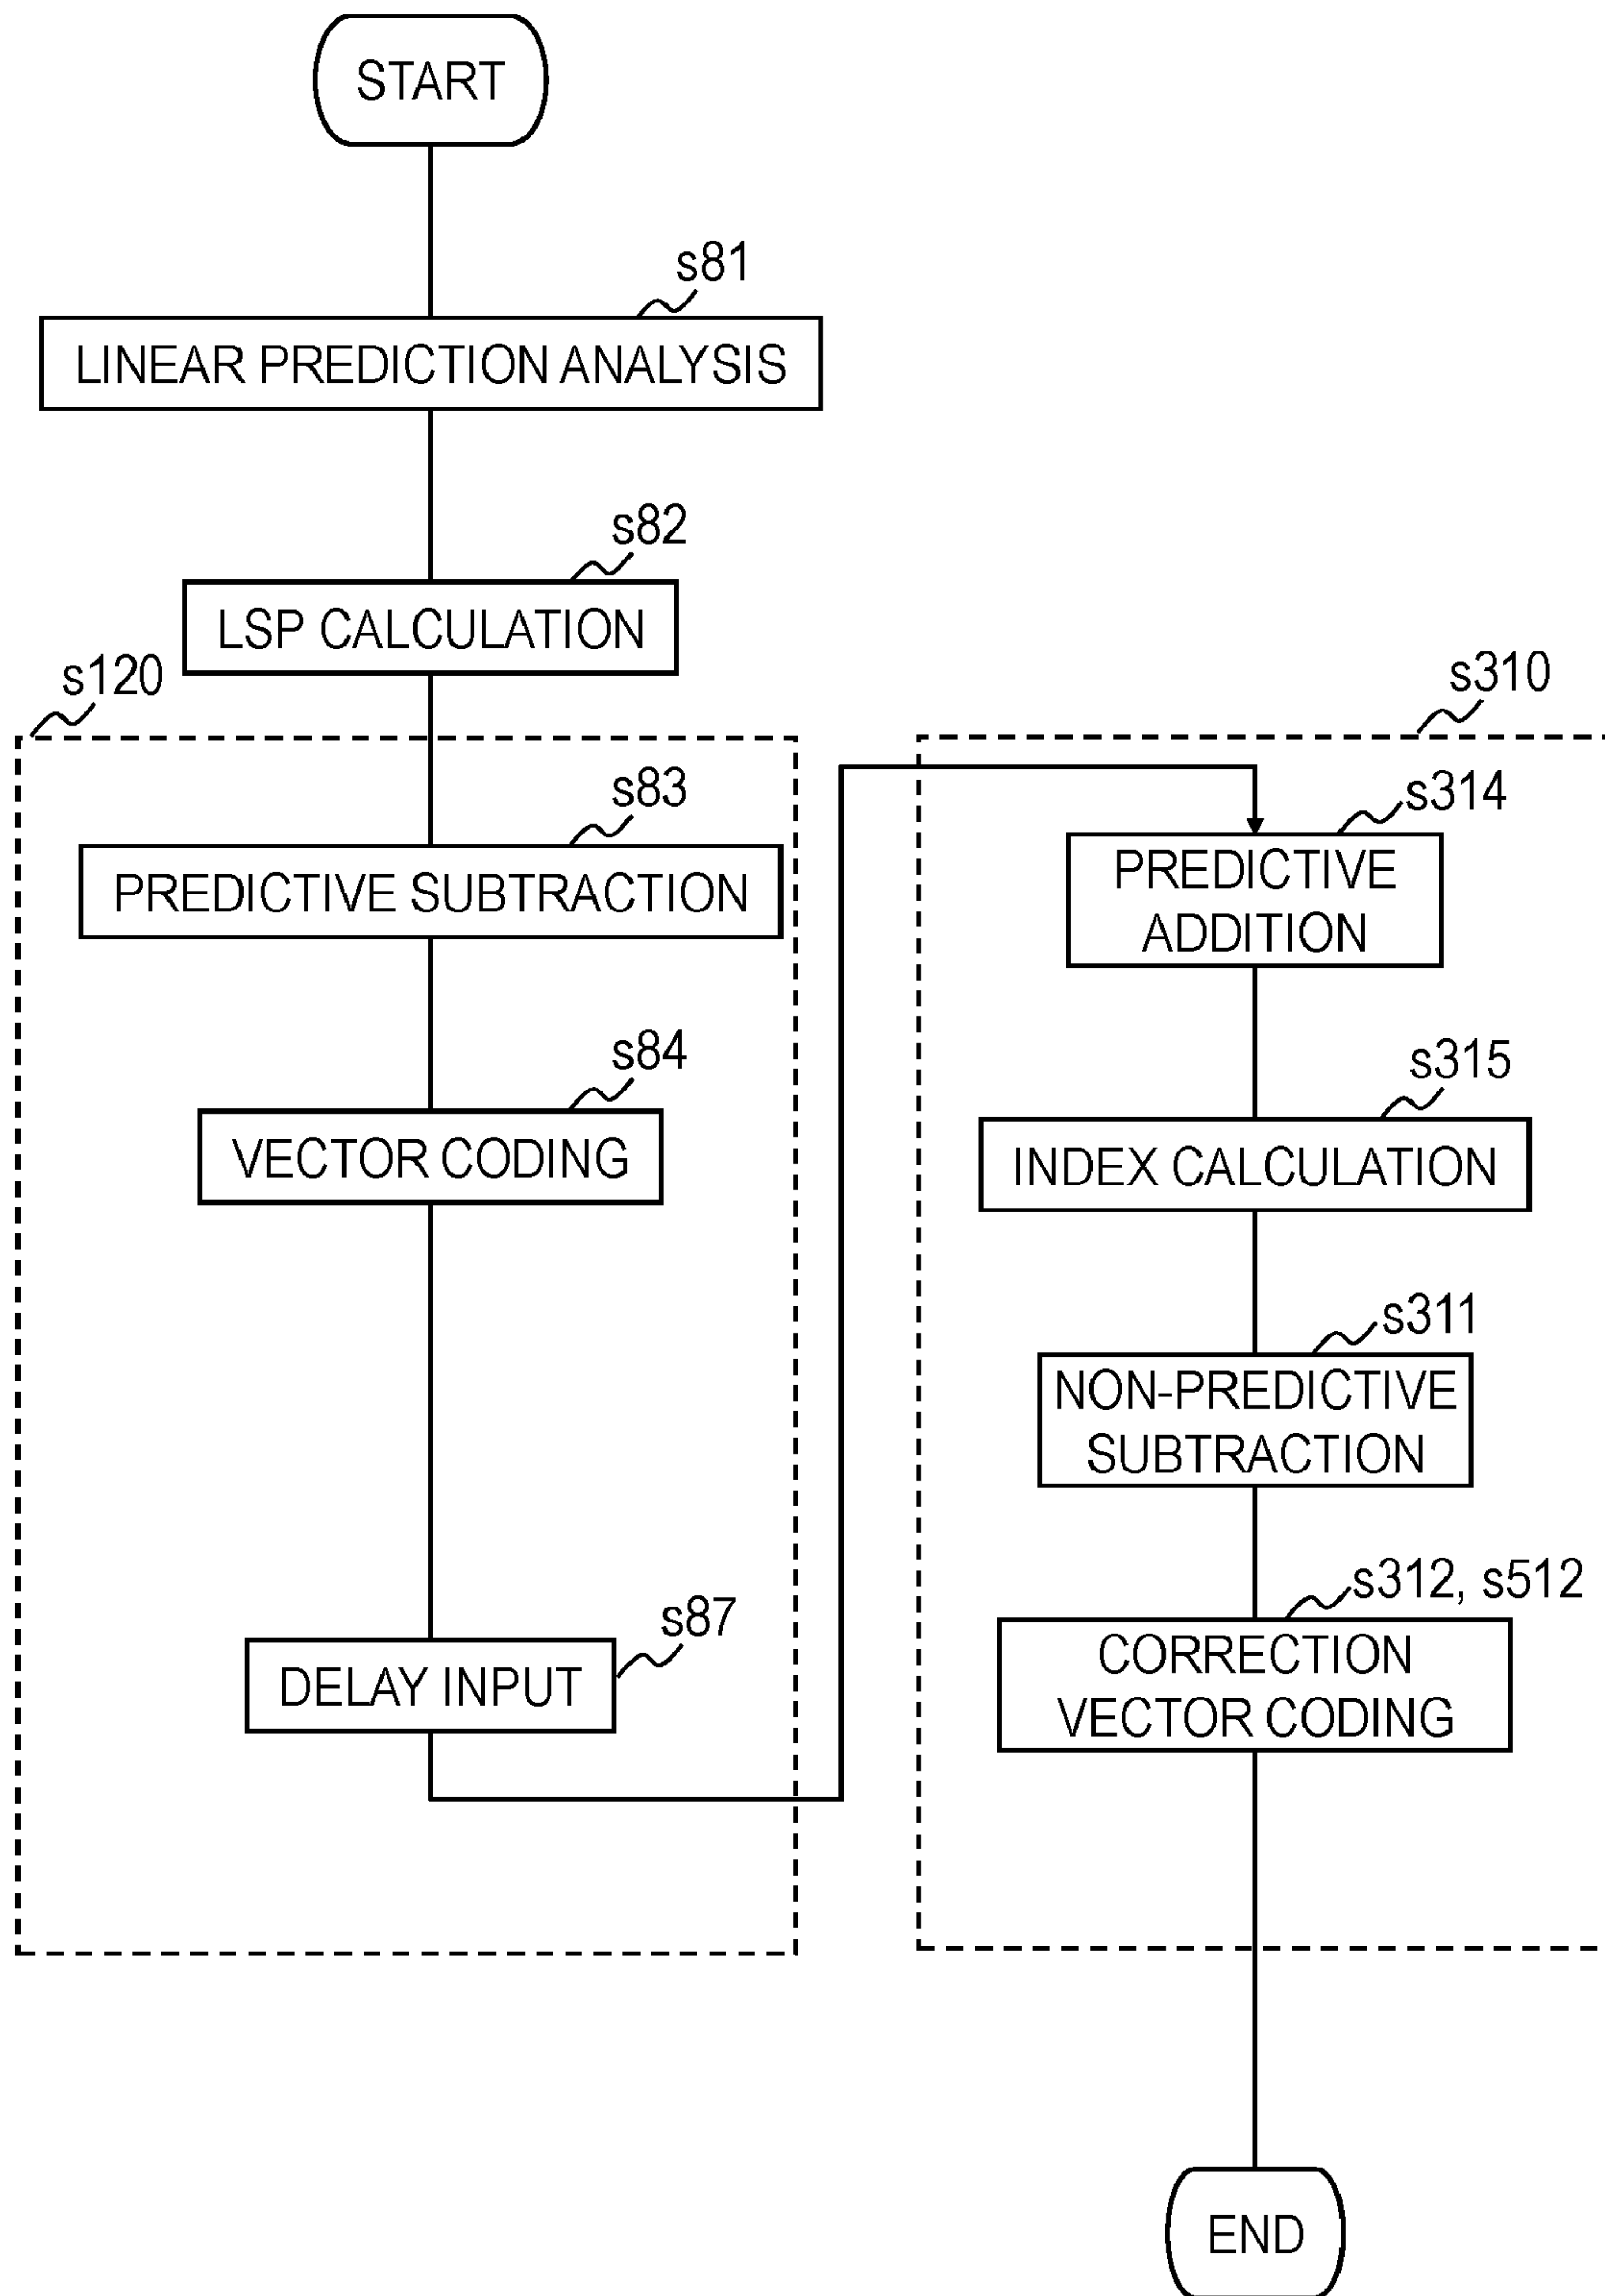 START
s81
LINEAR PREDICTION ANALYSIS
s82
LSP CALCULATION
s120
s83
PREDICTIVE SUBTRACTION
s84
VECTOR CODING
s87
DELAY INPUT
s310
s314
PREDICTIVE
ADDITION
s315
INDEX CALCULATION
s311
NON-PREDICTIVE
SUBTRACTION
s312, s512
CORRECTION
VECTOR CODING
END